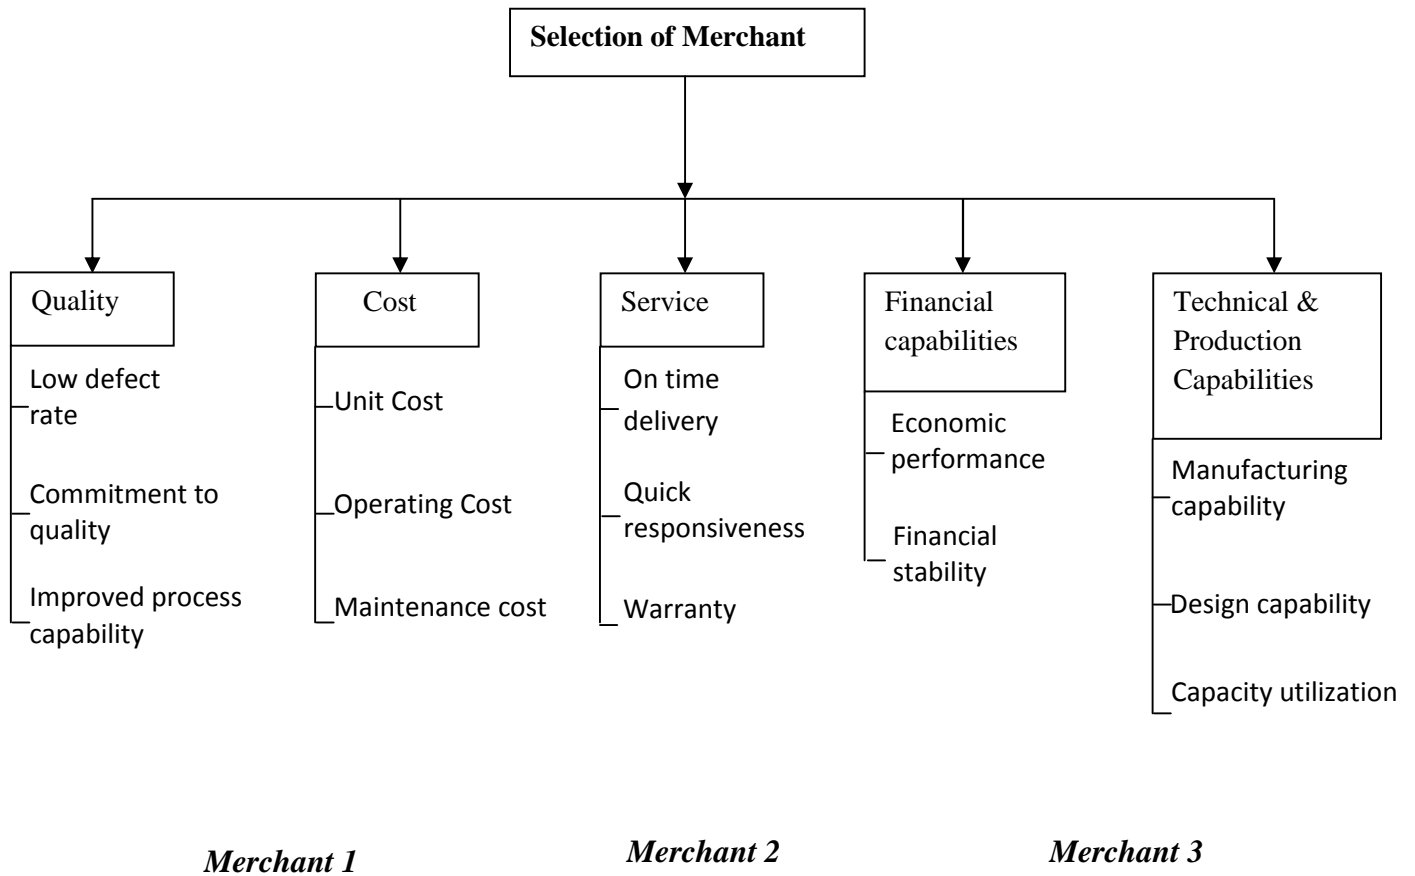 Selection of Merchant
Quality
Low defect
rate
Commitment to
quality
Improved process
capability
Cost
Unit Cost
Operating Cost
Maintenance cost
Service
On time
delivery
Quick
responsiveness
Warranty
Financial
capabilities
Economic
performance
Financial
stability
Technical &
Production
Capabilities
Manufacturing
capability
Design capability
Capacity utilization
Merchant 1
Merchant 2
Merchant 3